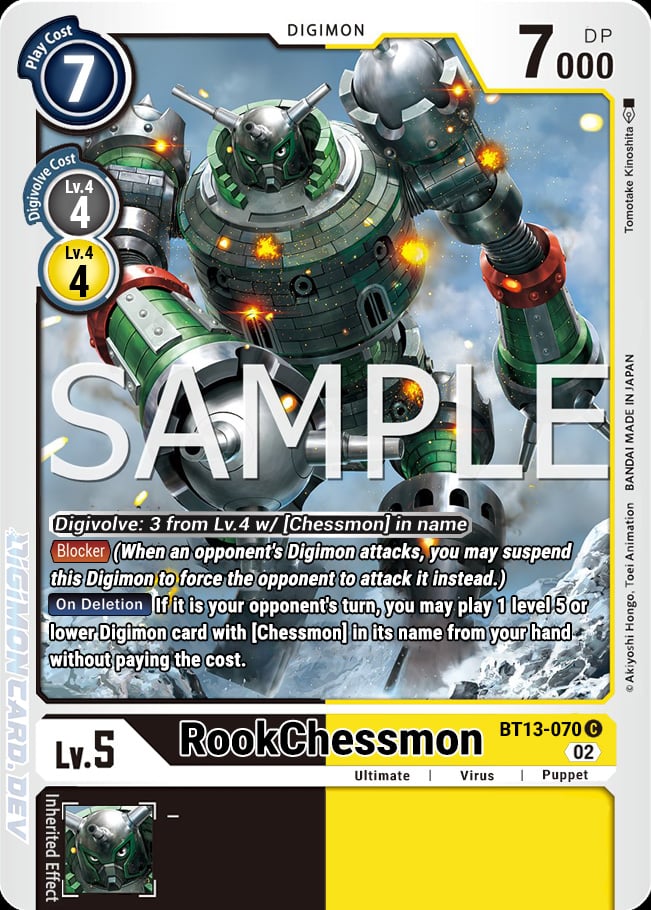 DIGIMON
Play Cost
7
7000
DP
Digivolve Cost
Lv.4
4
Lv.4
4
Tomotake Kinoshita
SAMPLE
BANDAI MADE IN JAPAN
© Akiyoshi Hongo, Toei Animation
Digivolve: 3 from Lv.4 w/ [Chessmon] in name
Blocker (When an opponent's Digimon attacks, you may suspend
this Digimon to force the opponent to attack it instead.)
On Deletion If it is your opponent's turn, you may play 1 level 5 or
lower Digimon card with [Chessmon] in its name from your hand
without paying the cost.
DIGIMONCARD.DEV
Lv.5
RookChessmon
BT13-070 C
02
Ultimate | Virus | Puppet
Inherited Effect
–